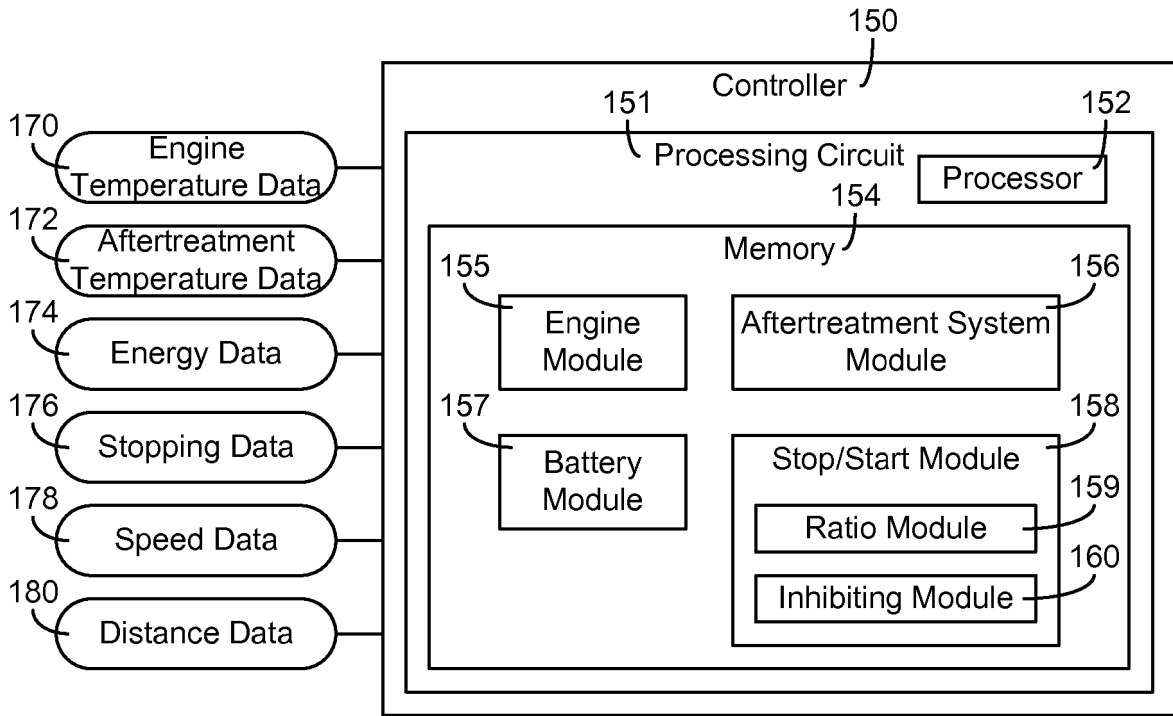 150
Controller
151
152
Processing Circuit
Processor
154
Memory
170
Engine
Temperature Data
172
Aftertreatment
Temperature Data
174
Energy Data
176
Stopping Data
178
Speed Data
180
Distance Data
155
Engine
Module
156
Aftertreatment System
Module
157
Battery
Module
158
Stop/Start Module
159
Ratio Module
160
Inhibiting Module